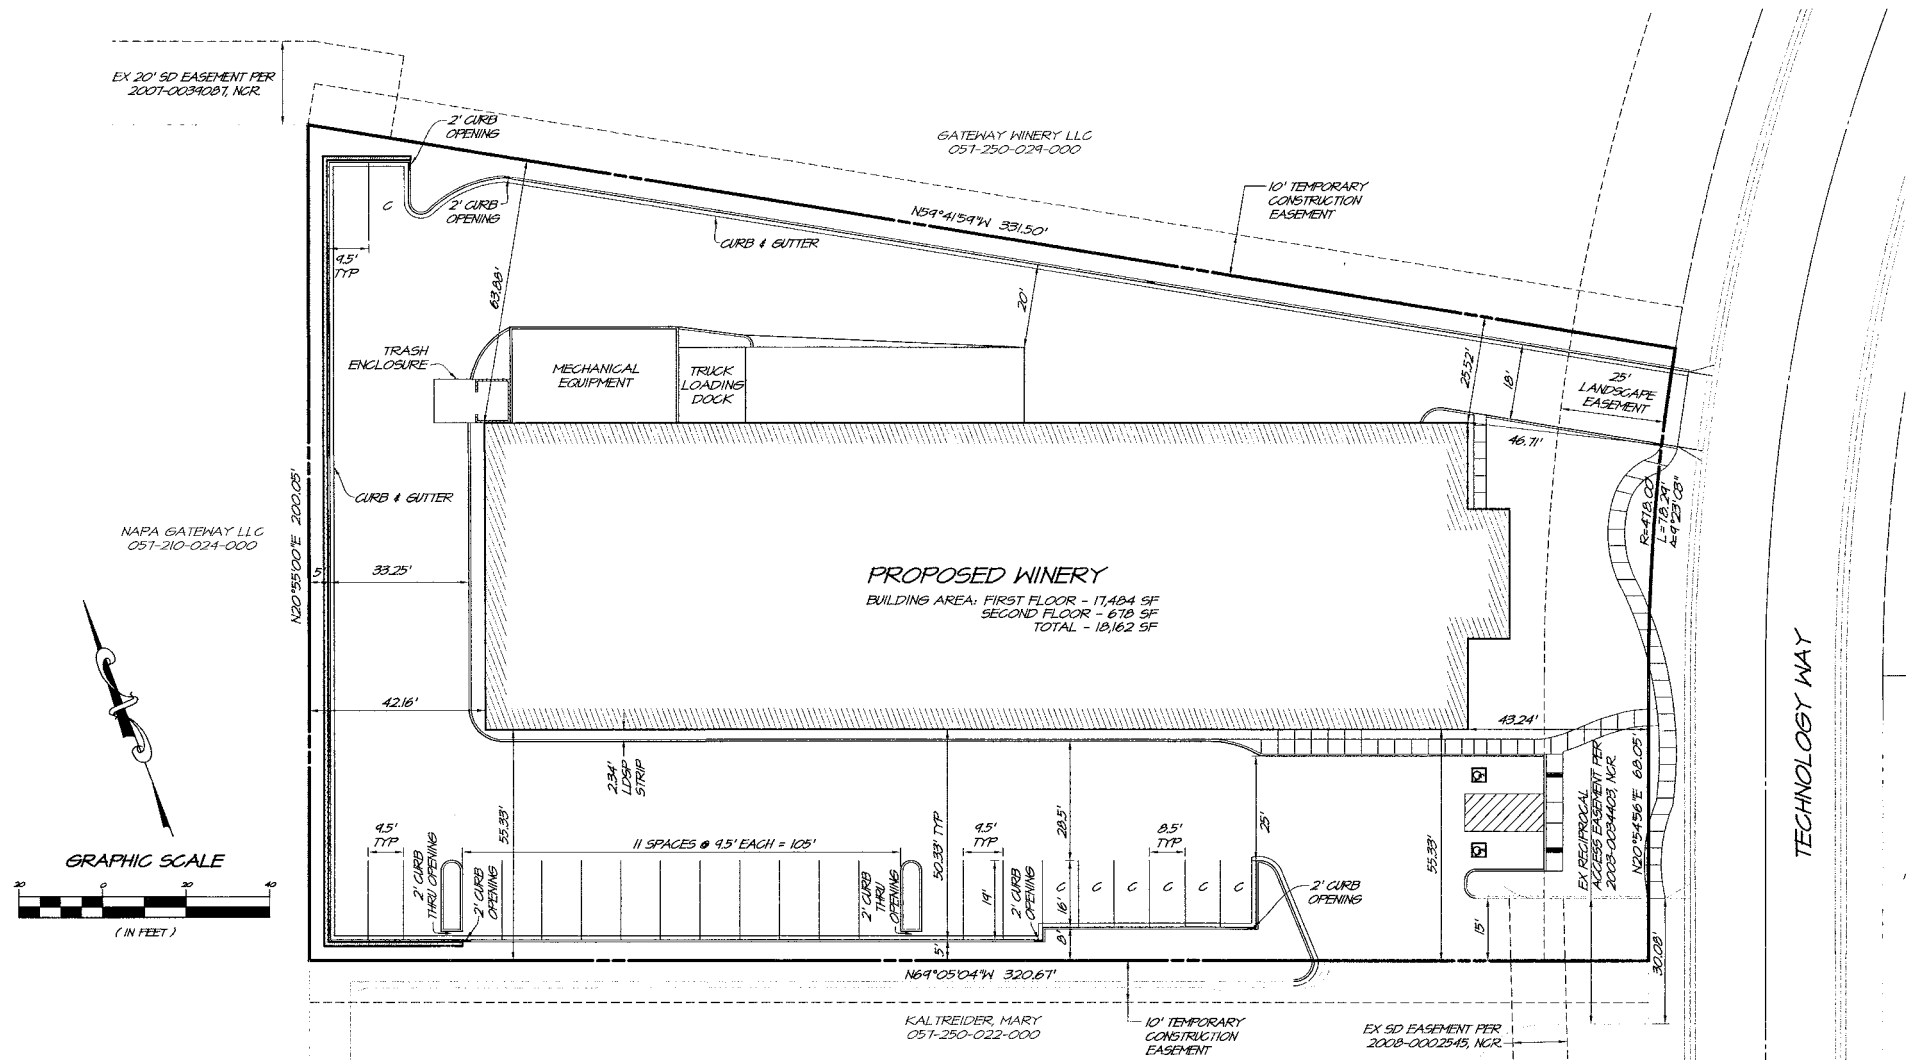 EX 20' SD EASEMENT PER
2007-0039087, NCR.
2' CURB
OPENING
GATEWAY WINERY LLC
057-250-029-000
10' TEMPORARY
CONSTRUCTION
EASEMENT
C
2' CURB
OPENING
N59°41'59"W 331.50'
CURB & GUTTER
9.5'
TYP
63.88'
20'
TRASH
ENCLOSURE
MECHANICAL
EQUIPMENT
TRUCK
LOADING
DOCK
25.52'
18'
25'
LANDSCAPE
EASEMENT
46.71'
N20°55'00"E 200.05'
CURB & GUTTER
R=478.00'
L=78.29'
Δ=9°23'03"
NAPA GATEWAY LLC
057-210-024-000
5'
33.25'
PROPOSED WINERY
BUILDING AREA: FIRST FLOOR - 17,484 SF
SECOND FLOOR - 678 SF
TOTAL - 18,162 SF
TECHNOLOGY WAY
42.16'
43.24'
2.34'
LDSP
STRIP
EX RECIPROCAL
ACCESS EASEMENT PER
2008-0034403, NCR.
N20°54'56"E 68.05'
GRAPHIC SCALE
20 0 20 40
( IN FEET )
9.5'
TYP
2' CURB
THRU OPENING
2' CURB
OPENING
55.33'
11 SPACES @ 9.5' EACH = 105'
2' CURB
THRU
OPENING
50.33' TYP
9.5'
TYP
19'
2' CURB
OPENING
28.5'
8.5'
TYP
25'
C C C C C C
16'
8'
5'
2' CURB
OPENING
55.33'
15'
30.08'
N69°05'04"W 320.67'
KALTREIDER, MARY
057-250-022-000
10' TEMPORARY
CONSTRUCTION
EASEMENT
EX SD EASEMENT PER
2008-0002545, NCR